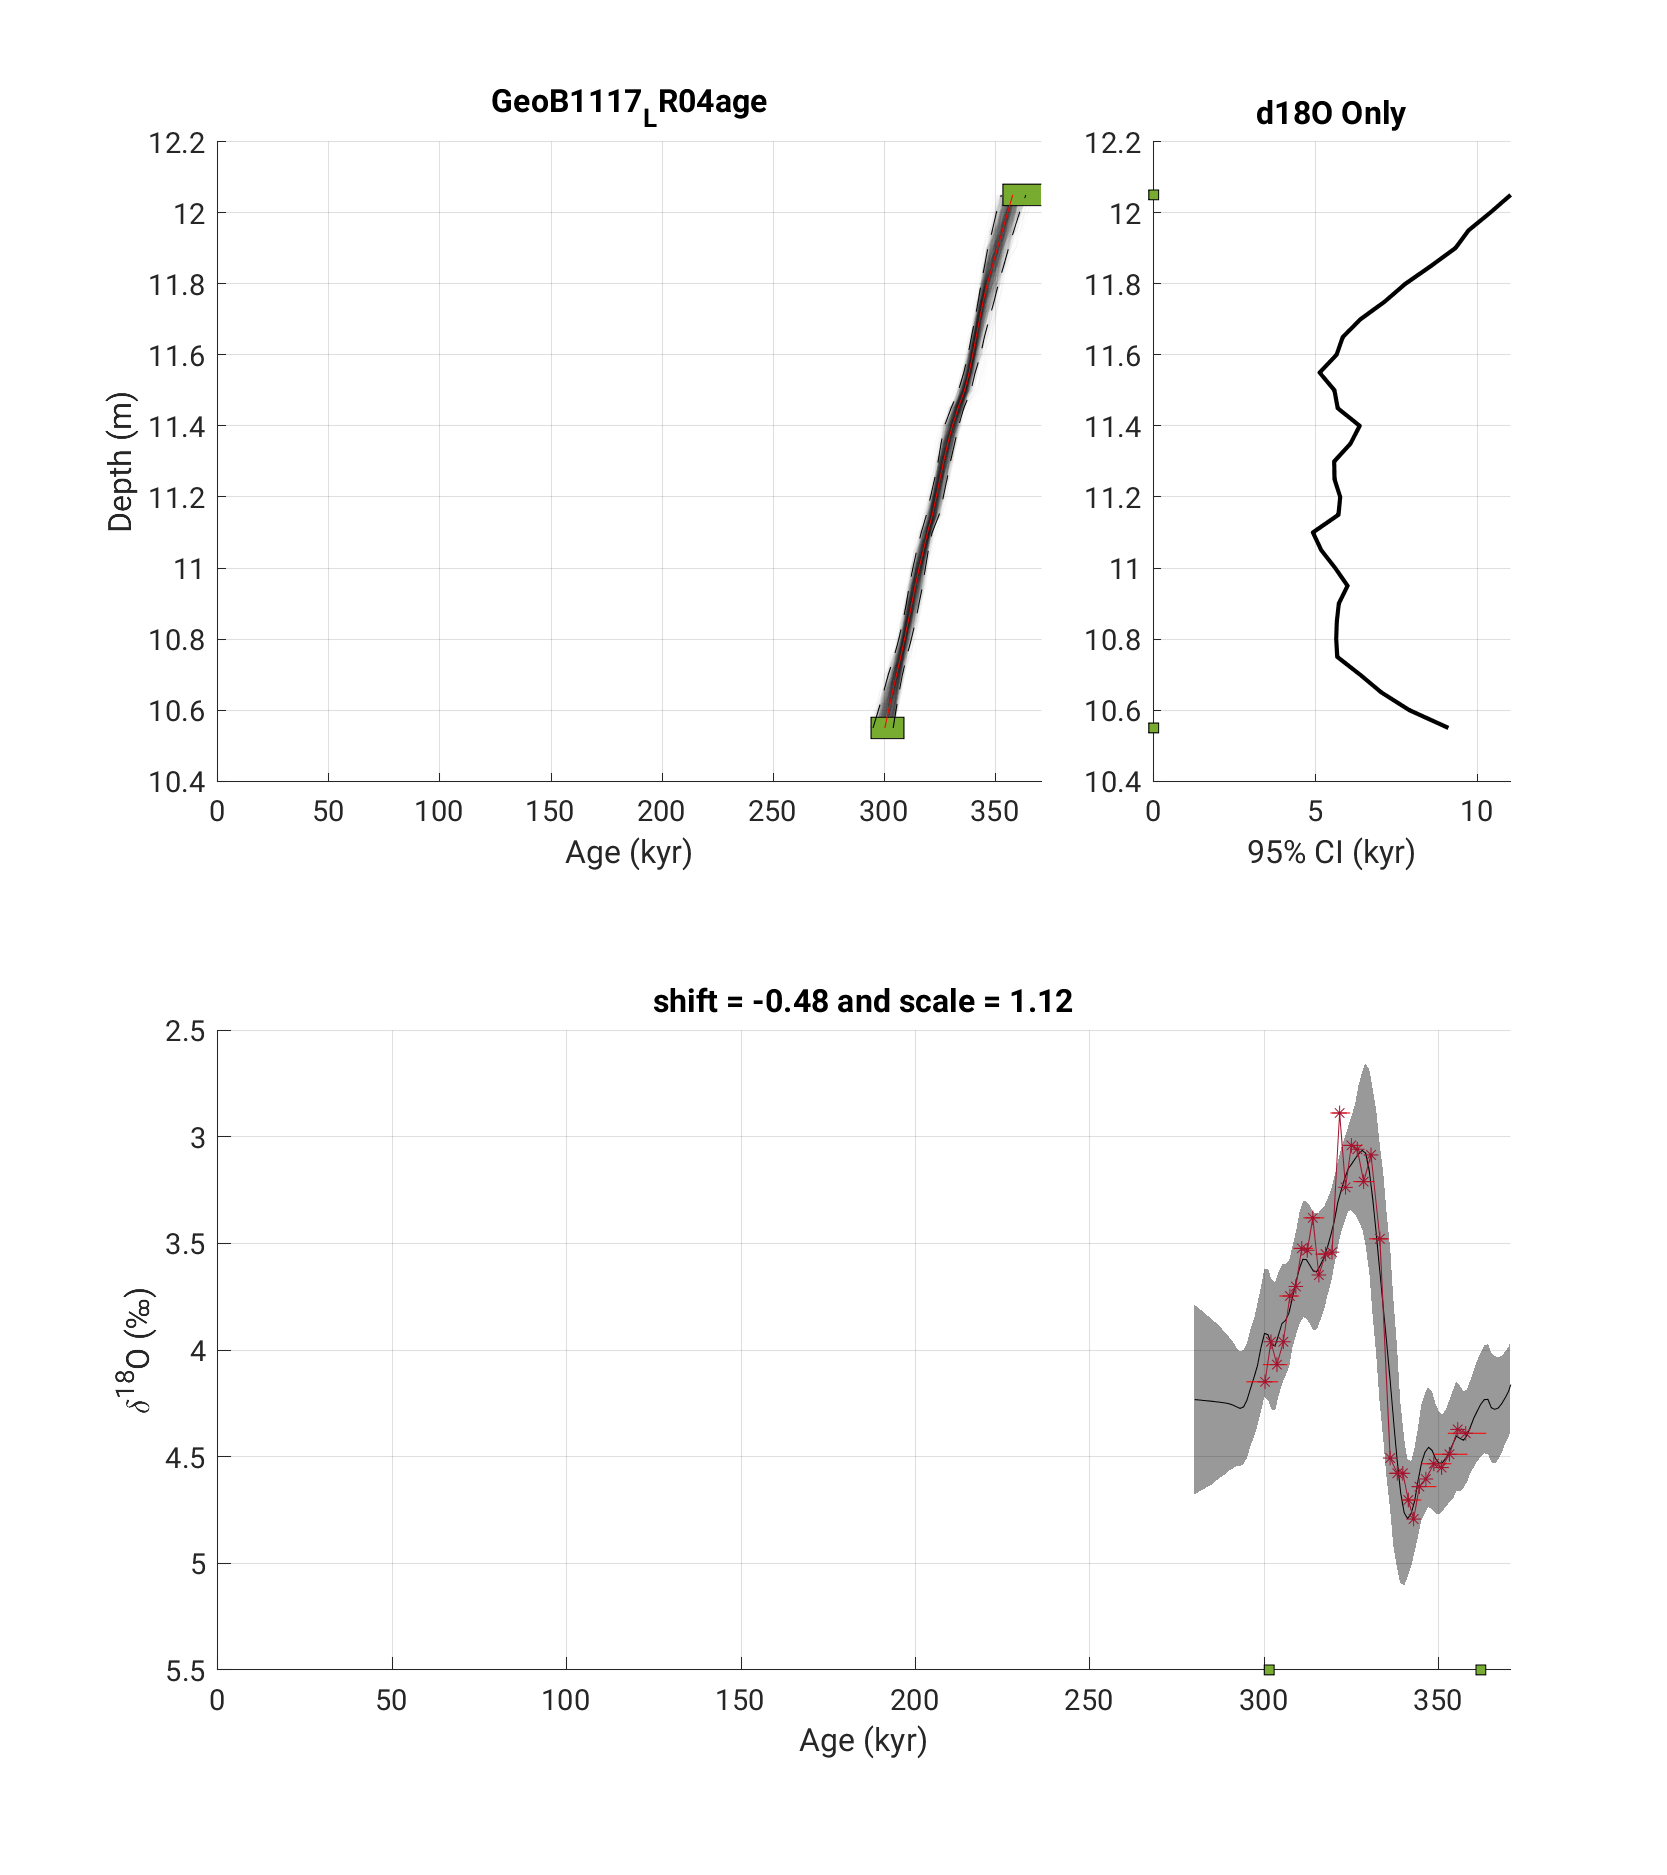 GeoB1117LR04age
12.2
12
11.8
11.6
11.4
11.2
11
10.8
10.6
10.4
Depth (m)
0 50 100 150 200 250 300 350
Age (kyr)
d18O Only
12.2
12
11.8
11.6
11.4
11.2
11
10.8
10.6
10.4
0 5 10
95% CI (kyr)
shift = -0.48 and scale = 1.12
2.5
3
3.5
4
4.5
5
5.5
δ18O (‰)
0 50 100 150 200 250 300 350
Age (kyr)